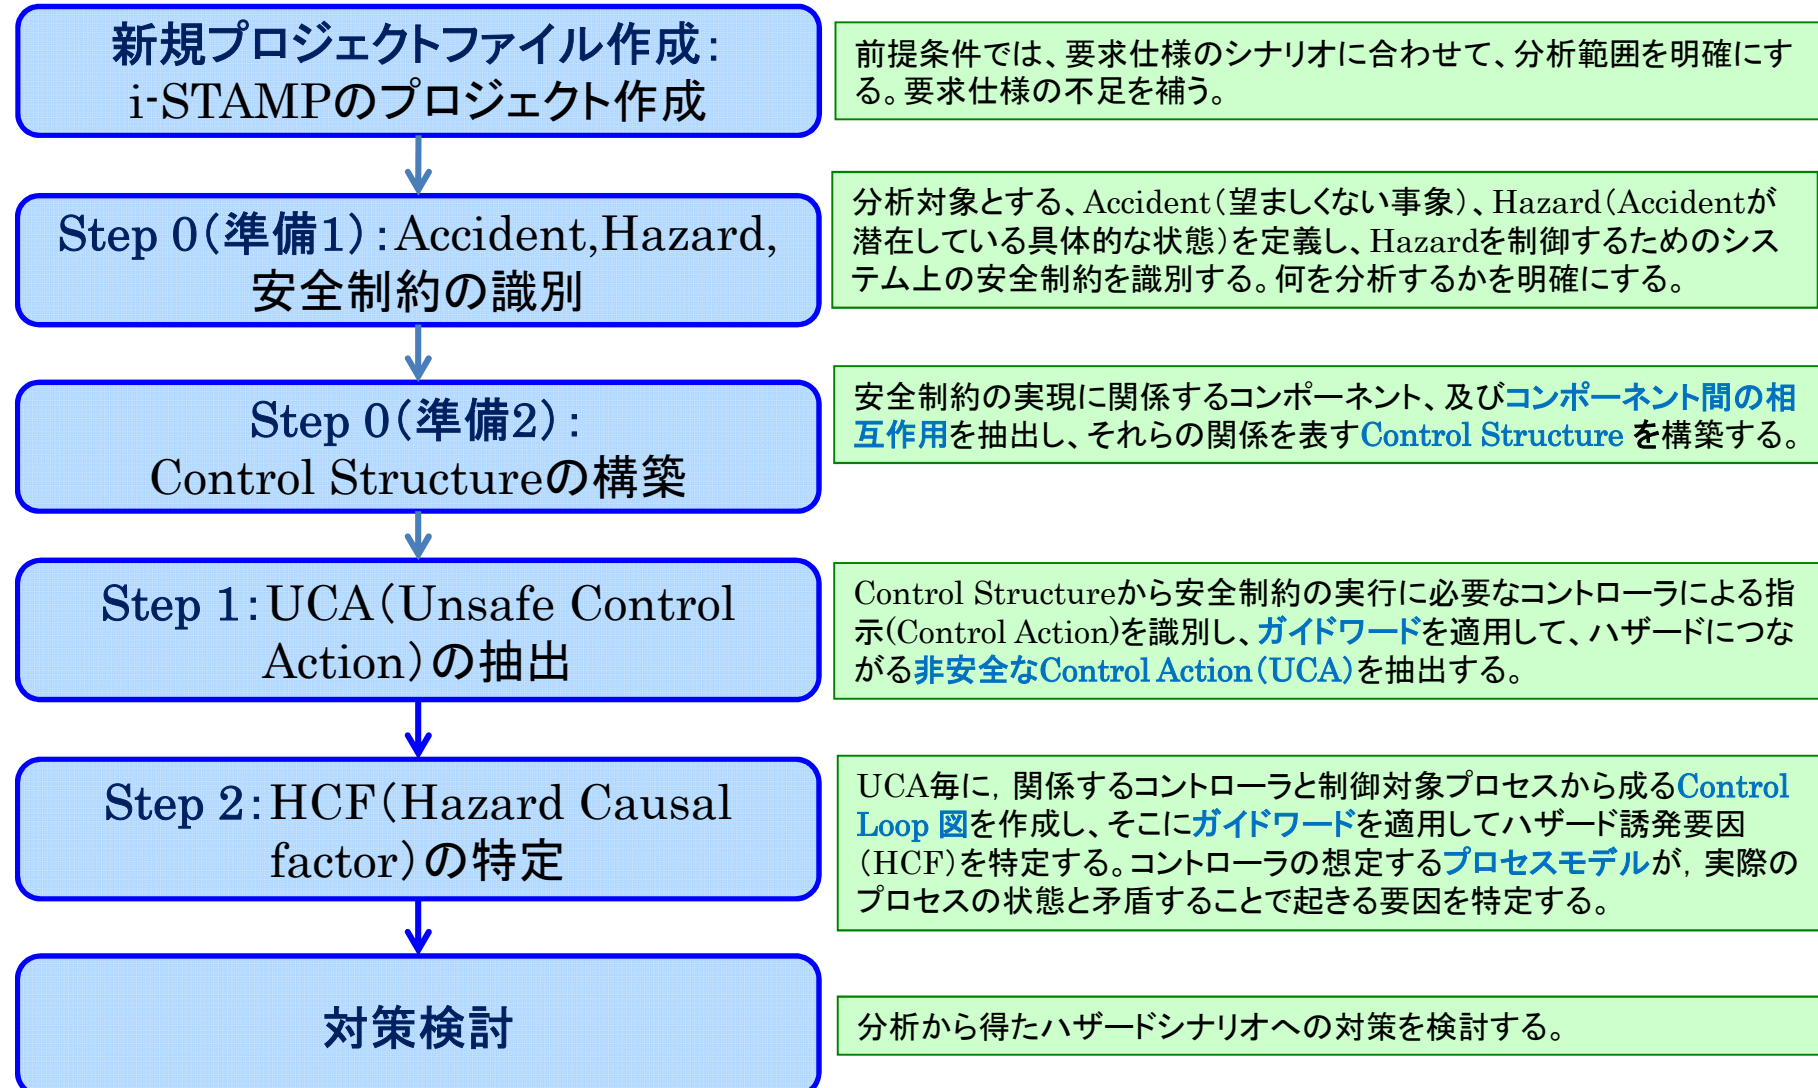 新規プロジェクトファイル作成:
i-STAMPのプロジェクト作成
前提条件では、要求仕様のシナリオに合わせて、分析範囲を明確にす
る。要求仕様の不足を補う。
Step 0(準備1):Accident,Hazard,
安全制約の識別
分析対象とする、Accident(望ましくない事象)、Hazard(Accidentが
潜在している具体的な状態)を定義し、Hazardを制御するためのシス
テム上の安全制約を識別する。何を分析するかを明確にする。
Step 0(準備2):
Control Structureの構築
安全制約の実現に関係するコンポーネント、及びコンポーネント間の相
互作用を抽出し、それらの関係を表すControl Structure を構築する。
Step 1:UCA(Unsafe Control
Action)の抽出
Control Structureから安全制約の実行に必要なコントローラによる指
示(Control Action)を識別し、ガイドワードを適用して、ハザードにつな
がる非安全なControl Action(UCA)を抽出する。
Step 2:HCF(Hazard Causal
factor)の特定
UCA毎に, 関係するコントローラと制御対象プロセスから成るControl
Loop 図を作成し、そこにガイドワードを適用してハザード誘発要因
(HCF)を特定する。コントローラの想定するプロセスモデルが, 実際の
プロセスの状態と矛盾することで起きる要因を特定する。
対策検討
分析から得たハザードシナリオへの対策を検討する。